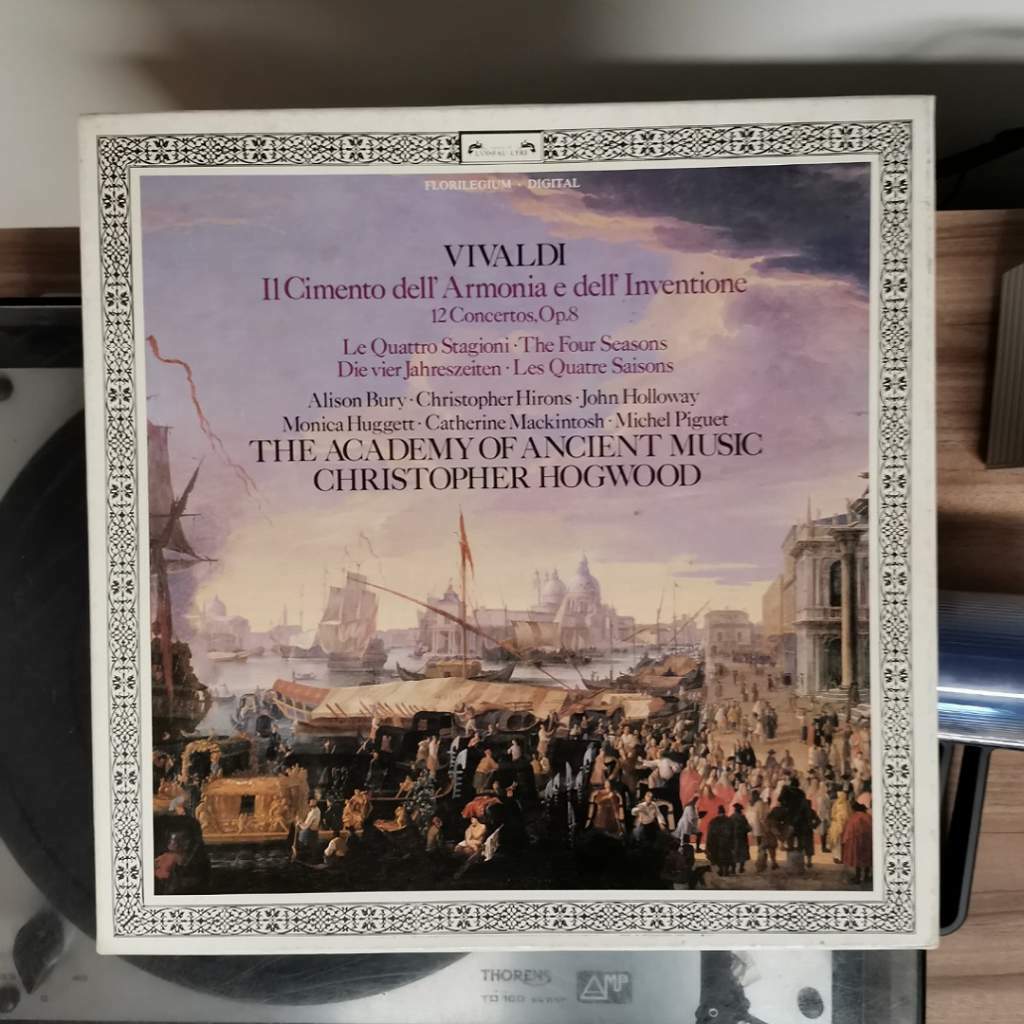 L'OISEAU-LYRE
FLORILEGIUM · DIGITAL
VIVALDI
Il Cimento dell' Armonia e dell' Inventione
12 Concertos, Op.8
Le Quattro Stagioni · The Four Seasons
Die vier Jahreszeiten · Les Quatre Saisons
Alison Bury · Christopher Hirons · John Holloway
Monica Huggett · Catherine Mackintosh · Michel Piguet
THE ACADEMY OF ANCIENT MUSIC
CHRISTOPHER HOGWOOD
THORENS
TD 160